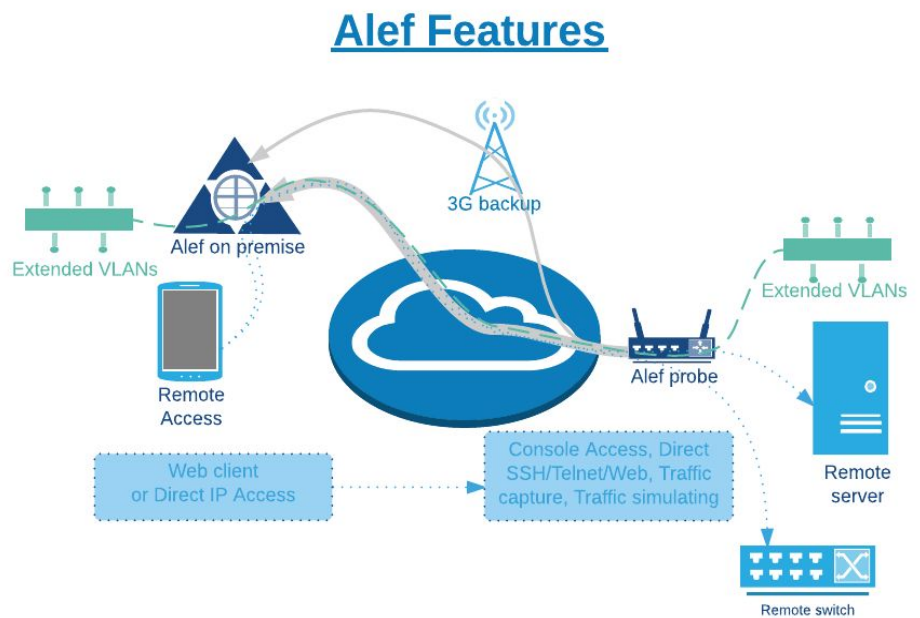 Alef Features
3G backup
Alef on premise
Extended VLANs
Extended VLANs
Alef probe
Remote
Access
Remote
server
Web client
or Direct IP Access
Console Access, Direct
SSH/Telnet/Web, Traffic
capture, Traffic simulating
Remote switch